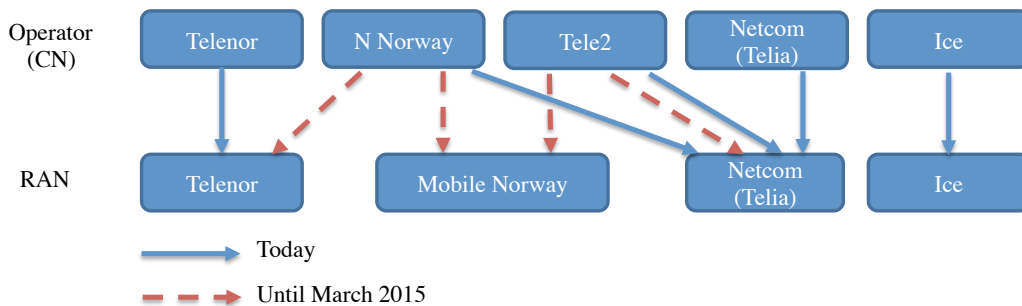 Operator
(CN)
Telenor
N Norway
Tele2
Netcom
(Telia)
Ice
RAN
Telenor
Mobile Norway
Netcom
(Telia)
Ice
Today
Until March 2015